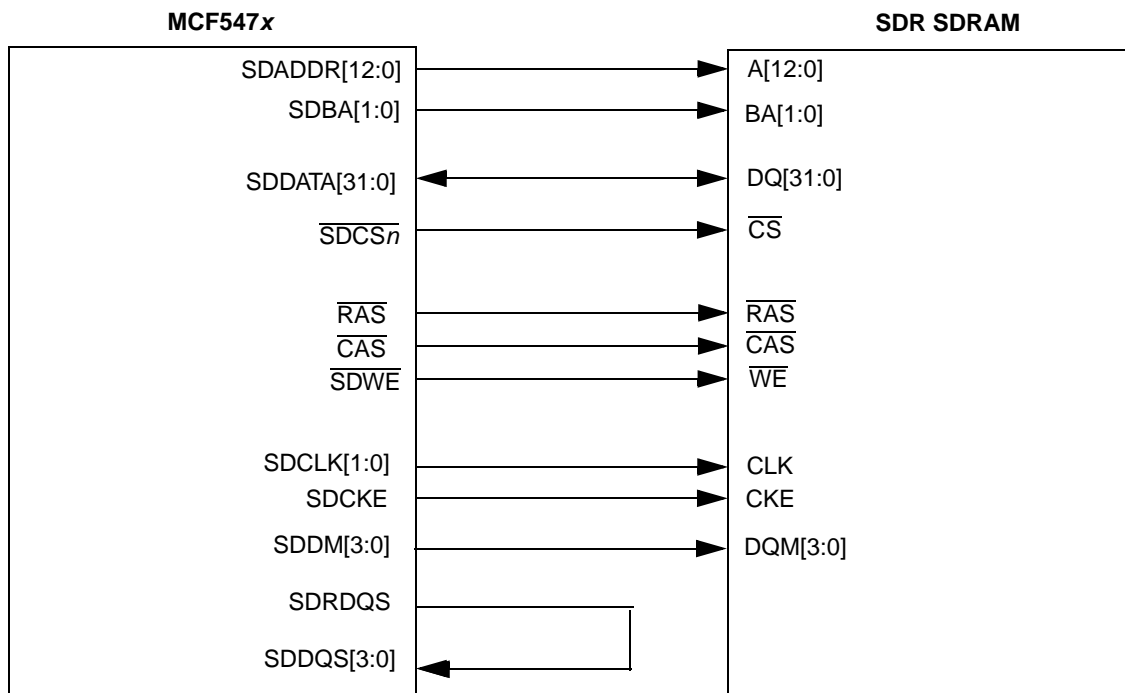 MCF547x SDR SDRAM
SDADDR[12:0] A[12:0]
SDBA[1:0] BA[1:0]
SDDATA[31:0] DQ[31:0]
SDCSn CS
RAS RAS
CAS CAS
SDWE WE
SDCLK[1:0] CLK
SDCKE CKE
SDDM[3:0] DQM[3:0]
SDRDQS
SDDQS[3:0]